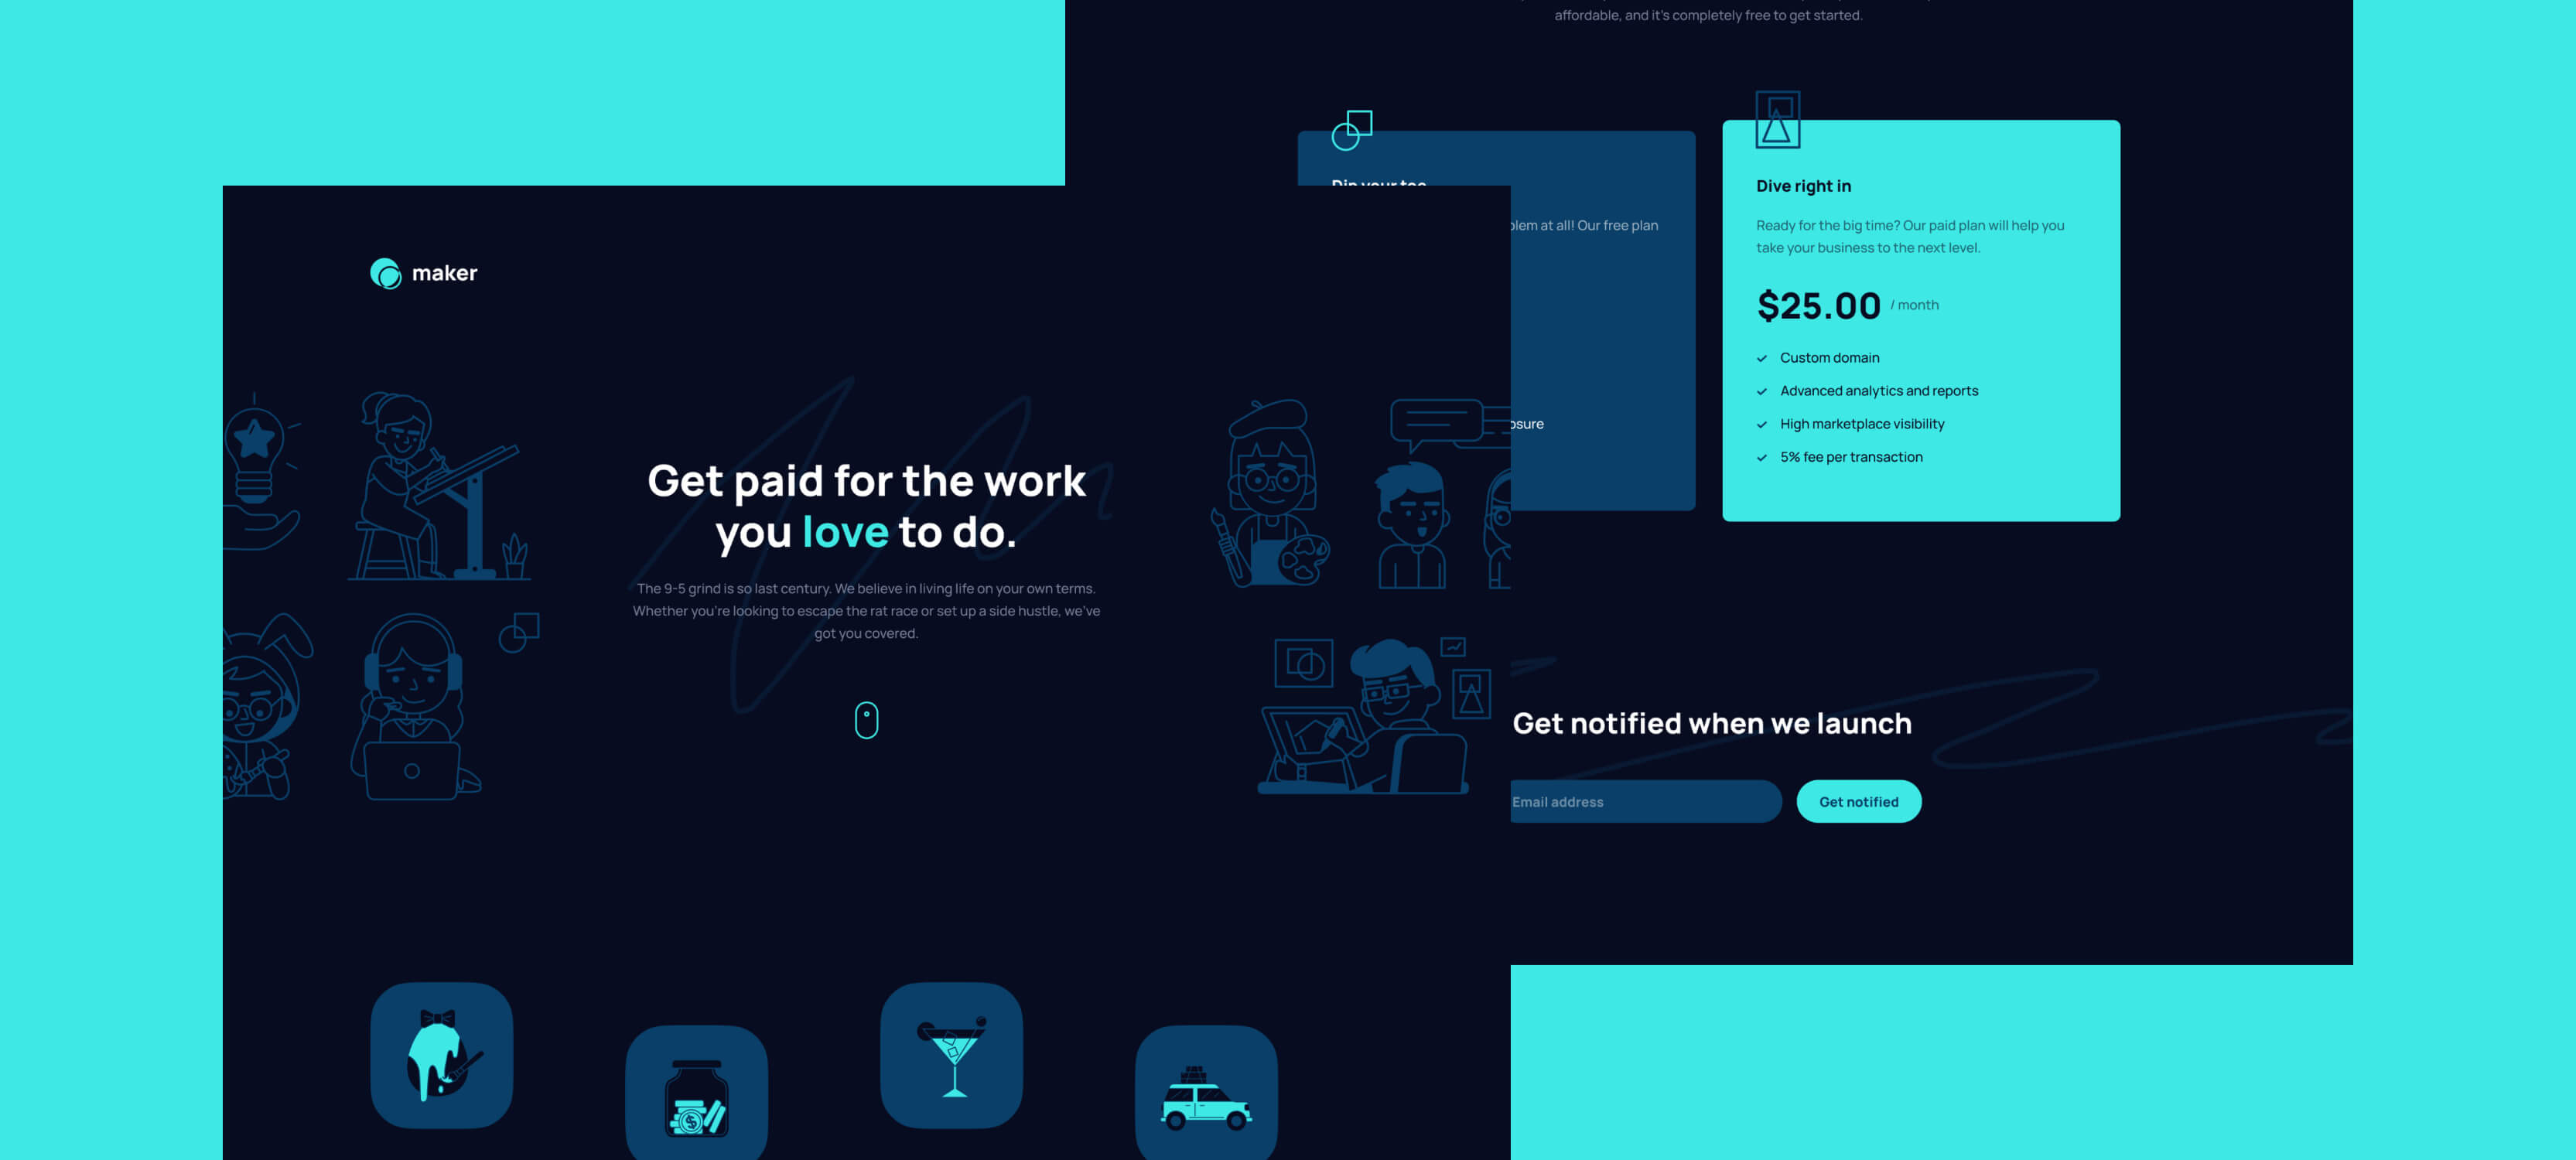 maker
Get paid for the work
you love to do.
The 9-5 grind is so last century. We believe in living life on your own terms.
Whether you're looking to escape the rat race or set up a side hustle, we've
got you covered.
affordable, and it's completely free to get started.
Dip your toe
at all! Our free plan
Dive right in
Ready for the big time? Our paid plan will help you
take your business to the next level.
$25.00 / month
Custom domain
Advanced analytics and reports
High marketplace visibility
5% fee per transaction
Get notified when we launch
Email address
Get notified